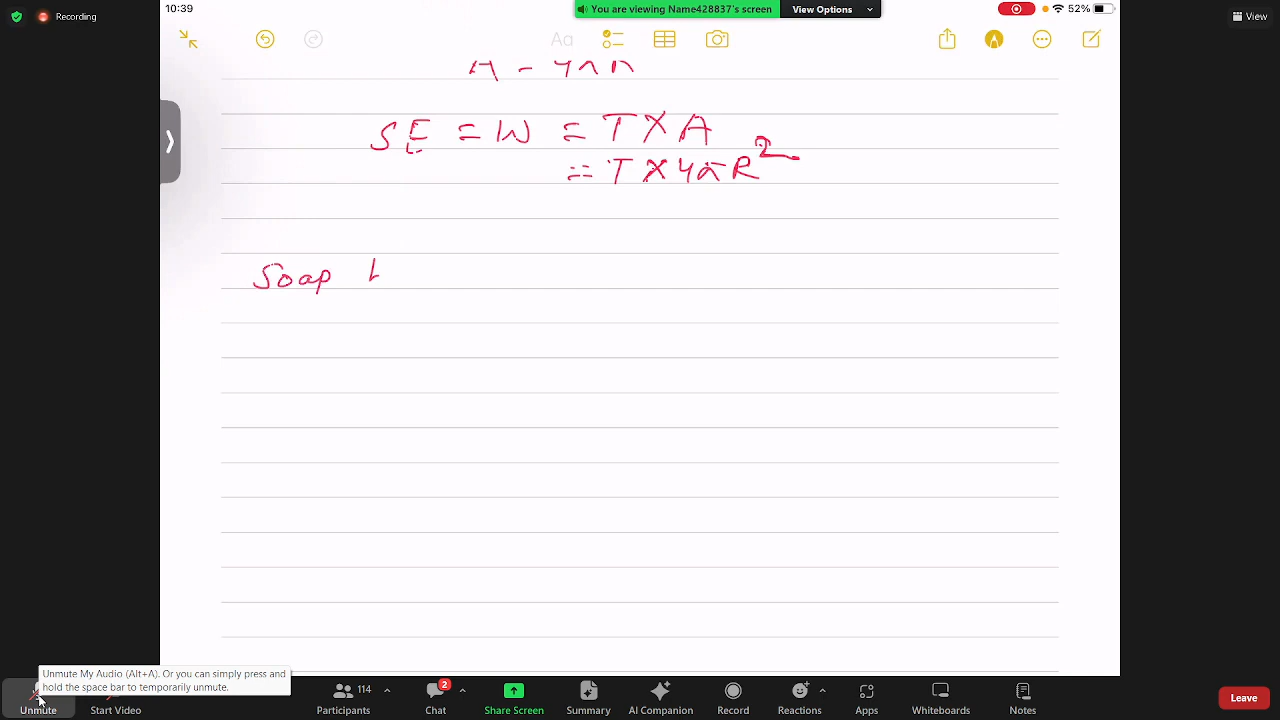 10:39
You are viewing Name428837's screen
View Options
52%
Recording
View
Aa
SE = W = T X A
= T X 4πR²
Soap
Unmute My Audio (Alt+A). Or you can simply press and
hold the space bar to temporarily unmute.
Unmute
Start Video
114
Participants
2
Chat
Share Screen
Summary
AI Companion
Record
Reactions
Apps
Whiteboards
Notes
Leave